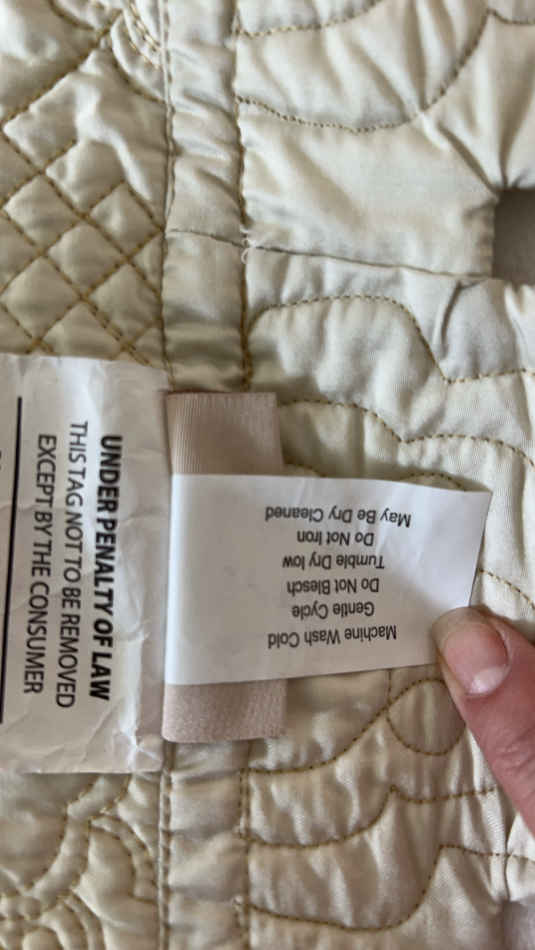 UNDER PENALTY OF LAW
THIS TAG NOT TO BE REMOVED
EXCEPT BY THE CONSUMER
Machine Wash Cold
Gentle Cycle
Do Not Blesch
Tumble Dry low
Do Not Iron
May Be Dry Cleaned